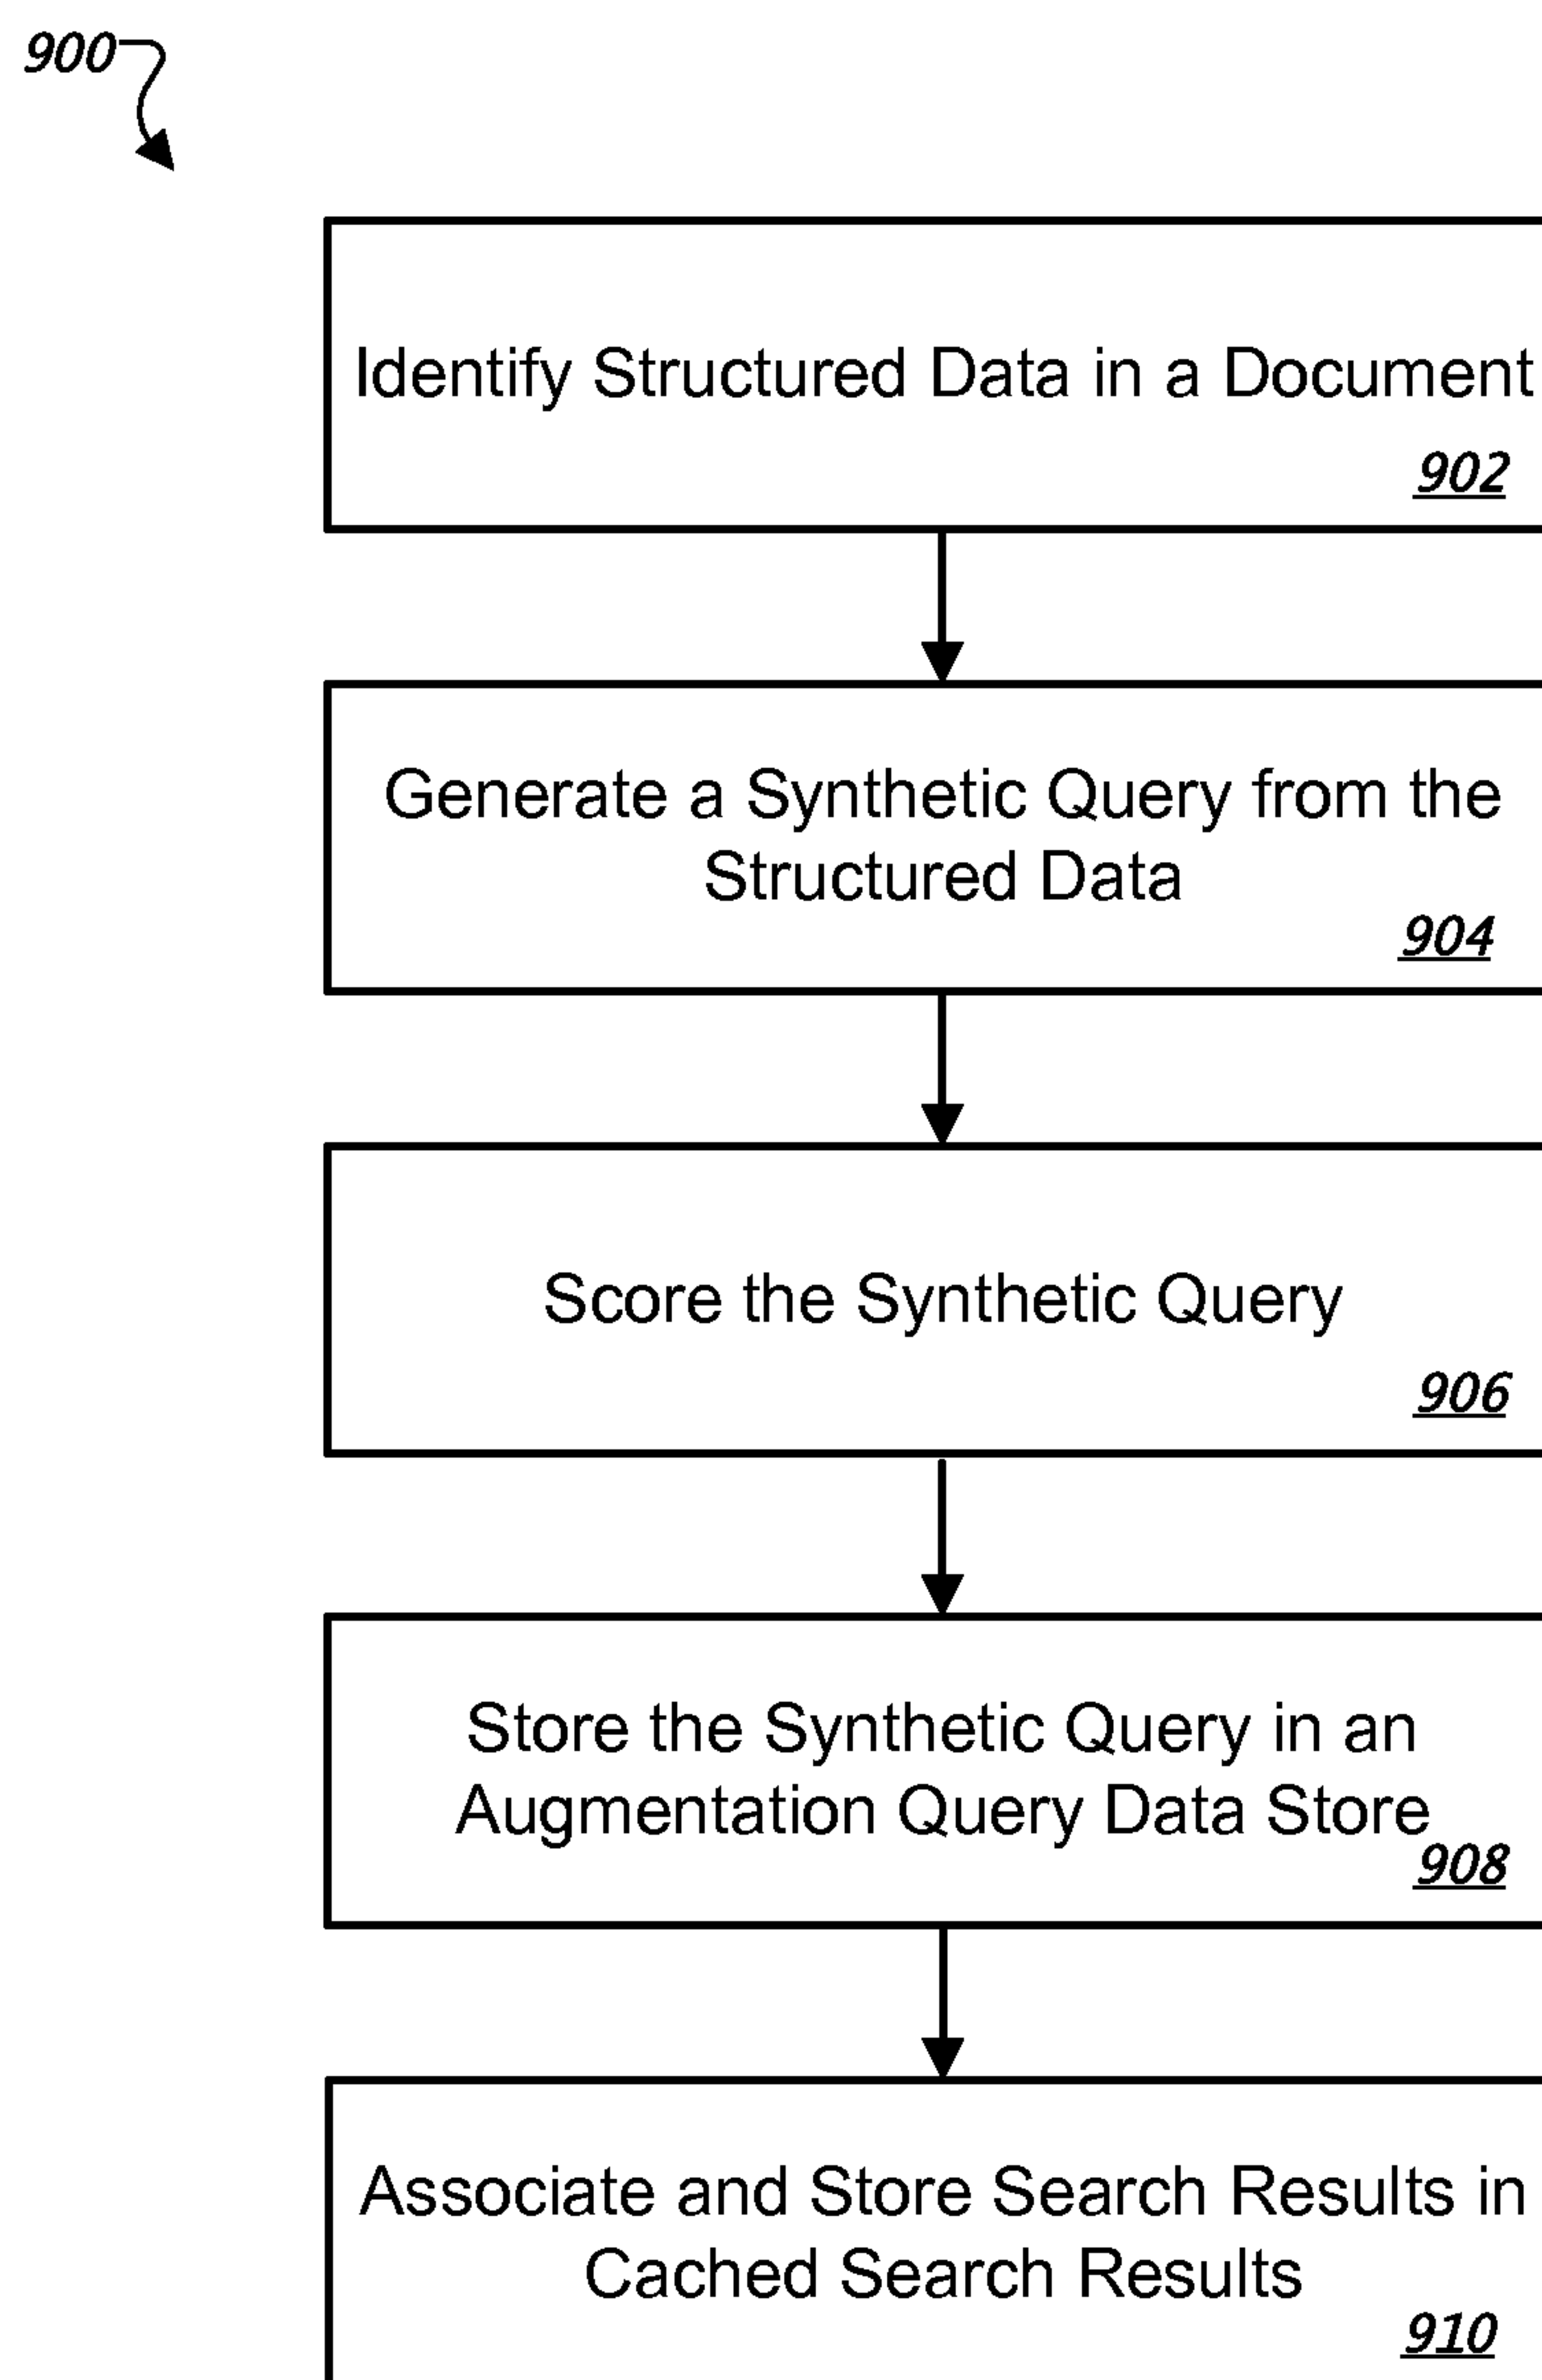 900
Identify Structured Data in a Document
902
Generate a Synthetic Query from the
Structured Data
904
Score the Synthetic Query
906
Store the Synthetic Query in an
Augmentation Query Data Store
908
Associate and Store Search Results in
Cached Search Results
910